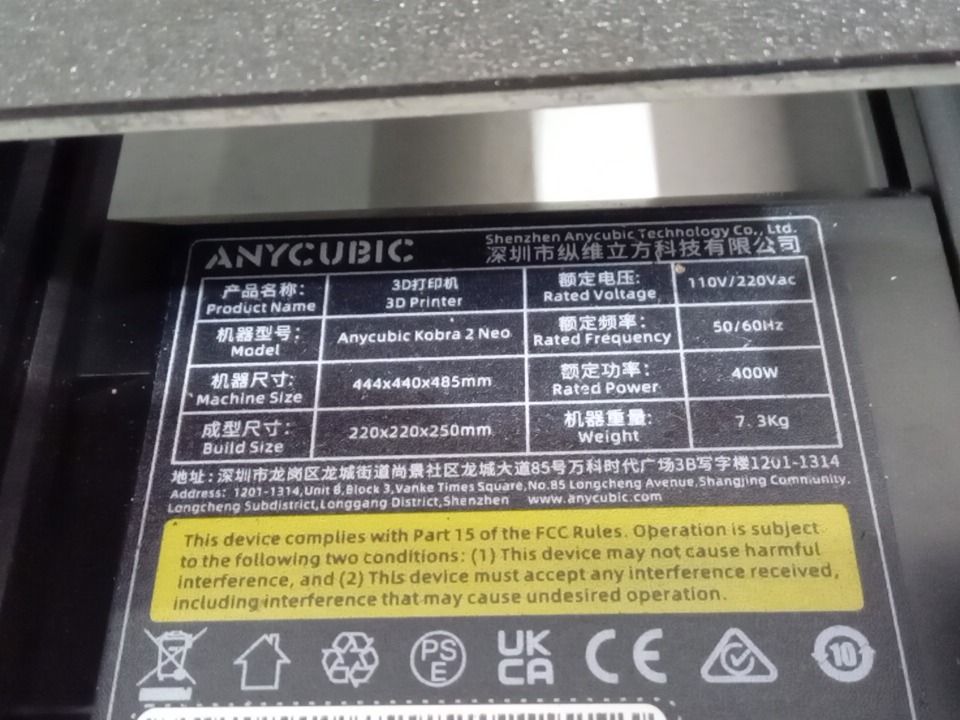 ANYCUBIC
Shenzhen Anycubic Technology Co., Ltd.
深圳市纵维立方科技有限公司
产品名称: 3D打印机 额定电压: 110V/220Vac
Product Name 3D Printer Rated Voltage
机器型号: Anycubic Kobra 2 Neo 额定频率: 50/60Hz
Model Rated Frequency
机器尺寸: 444x440x485mm 额定功率: 400W
Machine Size Rated Power
成型尺寸: 220x220x250mm 机器重量: 7.3Kg
Build Size Weight
地址: 深圳市龙岗区龙城街道尚景社区龙城大道85号万科时代广场3B写字楼1201-1314
Address: 1201-1314,Unit B,Block 3,Vanke Times Square,No.85 Longcheng Avenue,Shangjing Community,
Longcheng Subdistrict,Longgang District,Shenzhen www.anycubic.com
This device complies with Part 15 of the FCC Rules. Operation is subject
to the following two conditions: (1) This device may not cause harmful
interference, and (2) This device must accept any interference received,
including interference that may cause undesired operation.
PS E UK CA CE 10